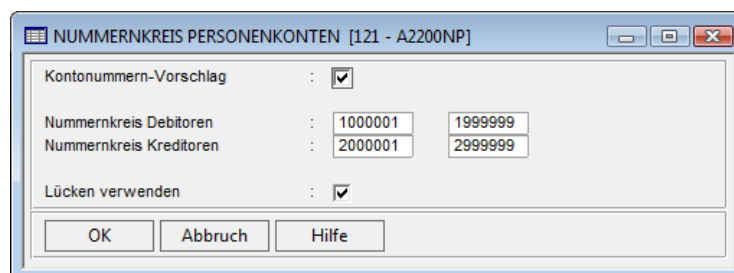 NUMMERNKREIS PERSONENKONTEN [121 - A2200NP]
Kontonummern-Vorschlag :
Nummernkreis Debitoren : 1000001 1999999
Nummernkreis Kreditoren : 2000001 2999999
Lücken verwenden :
OK Abbruch Hilfe